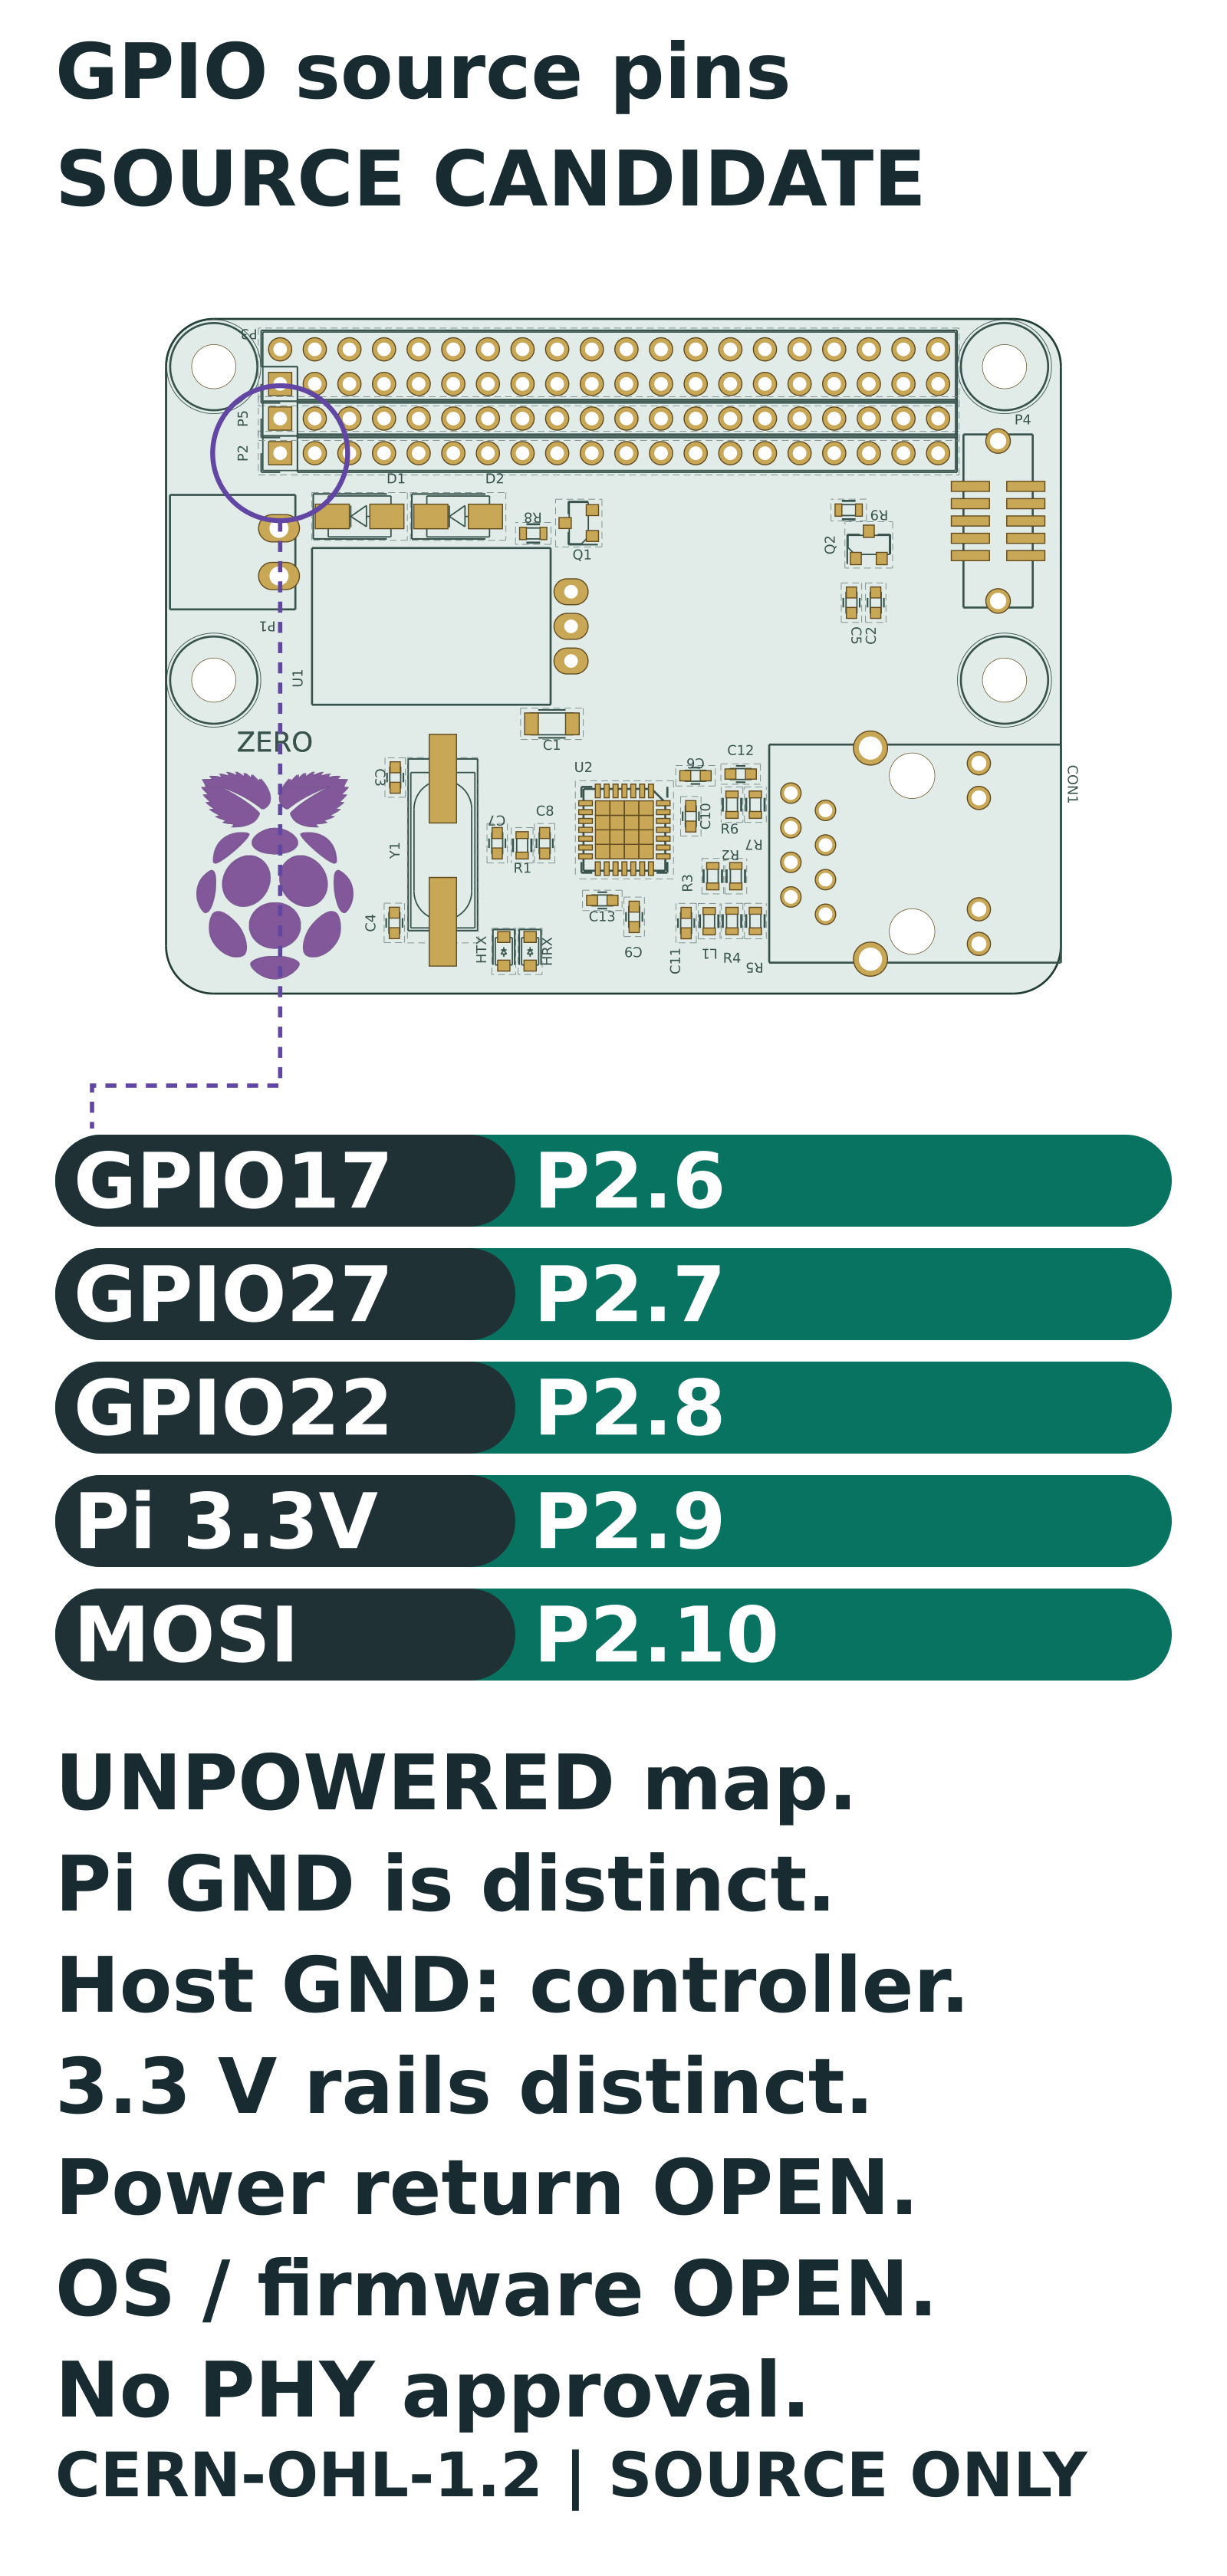 GPIO source pins
SOURCE CANDIDATE
P3
P5
P2
P4
D1 D2
R8
R9
Q1
Q2
P1
C5 C2
U1
ZERO
C1
C3
U2
C6
C12
CON1
C10
C7
C8
R6
R7
Y1
R1
R2
R3
C4
C13
C9
HTX
HRX
C11
L1
R4
R5
GPIO17 P2.6
GPIO27 P2.7
GPIO22 P2.8
Pi 3.3V P2.9
MOSI P2.10
UNPOWERED map.
Pi GND is distinct.
Host GND: controller.
3.3 V rails distinct.
Power return OPEN.
OS / firmware OPEN.
No PHY approval.
CERN-OHL-1.2 | SOURCE ONLY